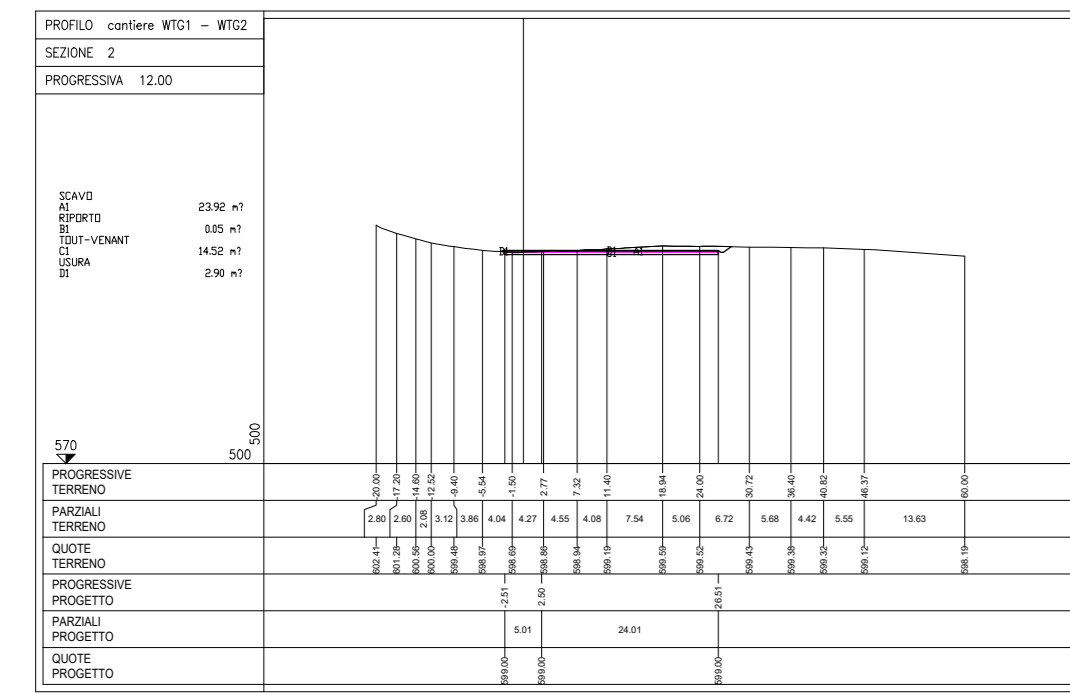 PROFILO cantiere WTG1 – WTG2
SEZIONE 2
PROGRESSIVA 12.00
SCAVO
A1 23.92 m?
RIPORTO
B1 0.05 m?
TOUT-VENANT
C1 14.52 m?
USURA
D1 2.90 m?
B1 D1 A1
570
500
500
PROGRESSIVE
TERRENO
-20.00 -17.20 -14.60 -12.52 -9.40 -5.54 -1.50 2.77 7.32 11.40 18.94 24.00 30.72 36.40 40.82 46.37 60.00
PARZIALI
TERRENO
2.80 2.60 2.08 3.12 3.86 4.04 4.27 4.55 4.08 7.54 5.06 6.72 5.68 4.42 5.55 13.63
QUOTE
TERRENO
602.41 601.28 600.56 600.00 599.48 598.97 598.69 598.86 598.94 599.19 599.59 599.52 599.43 599.38 599.32 599.12 598.19
PROGRESSIVE
PROGETTO
-2.51 2.50 26.51
PARZIALI
PROGETTO
5.01 24.01
QUOTE
PROGETTO
599.00 599.00 599.00